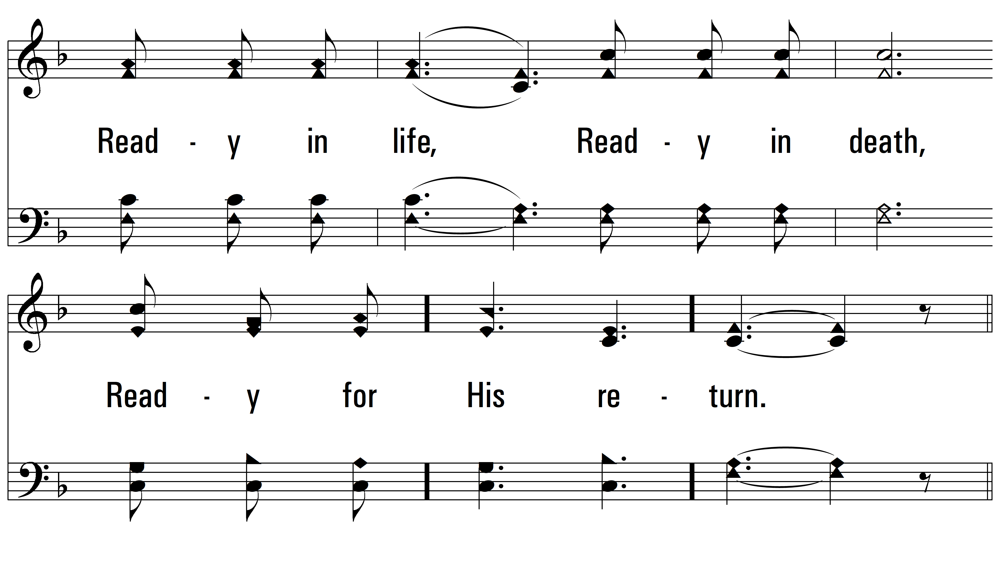 Read - y in life, Read - y in death,
Read - y for His re - turn.